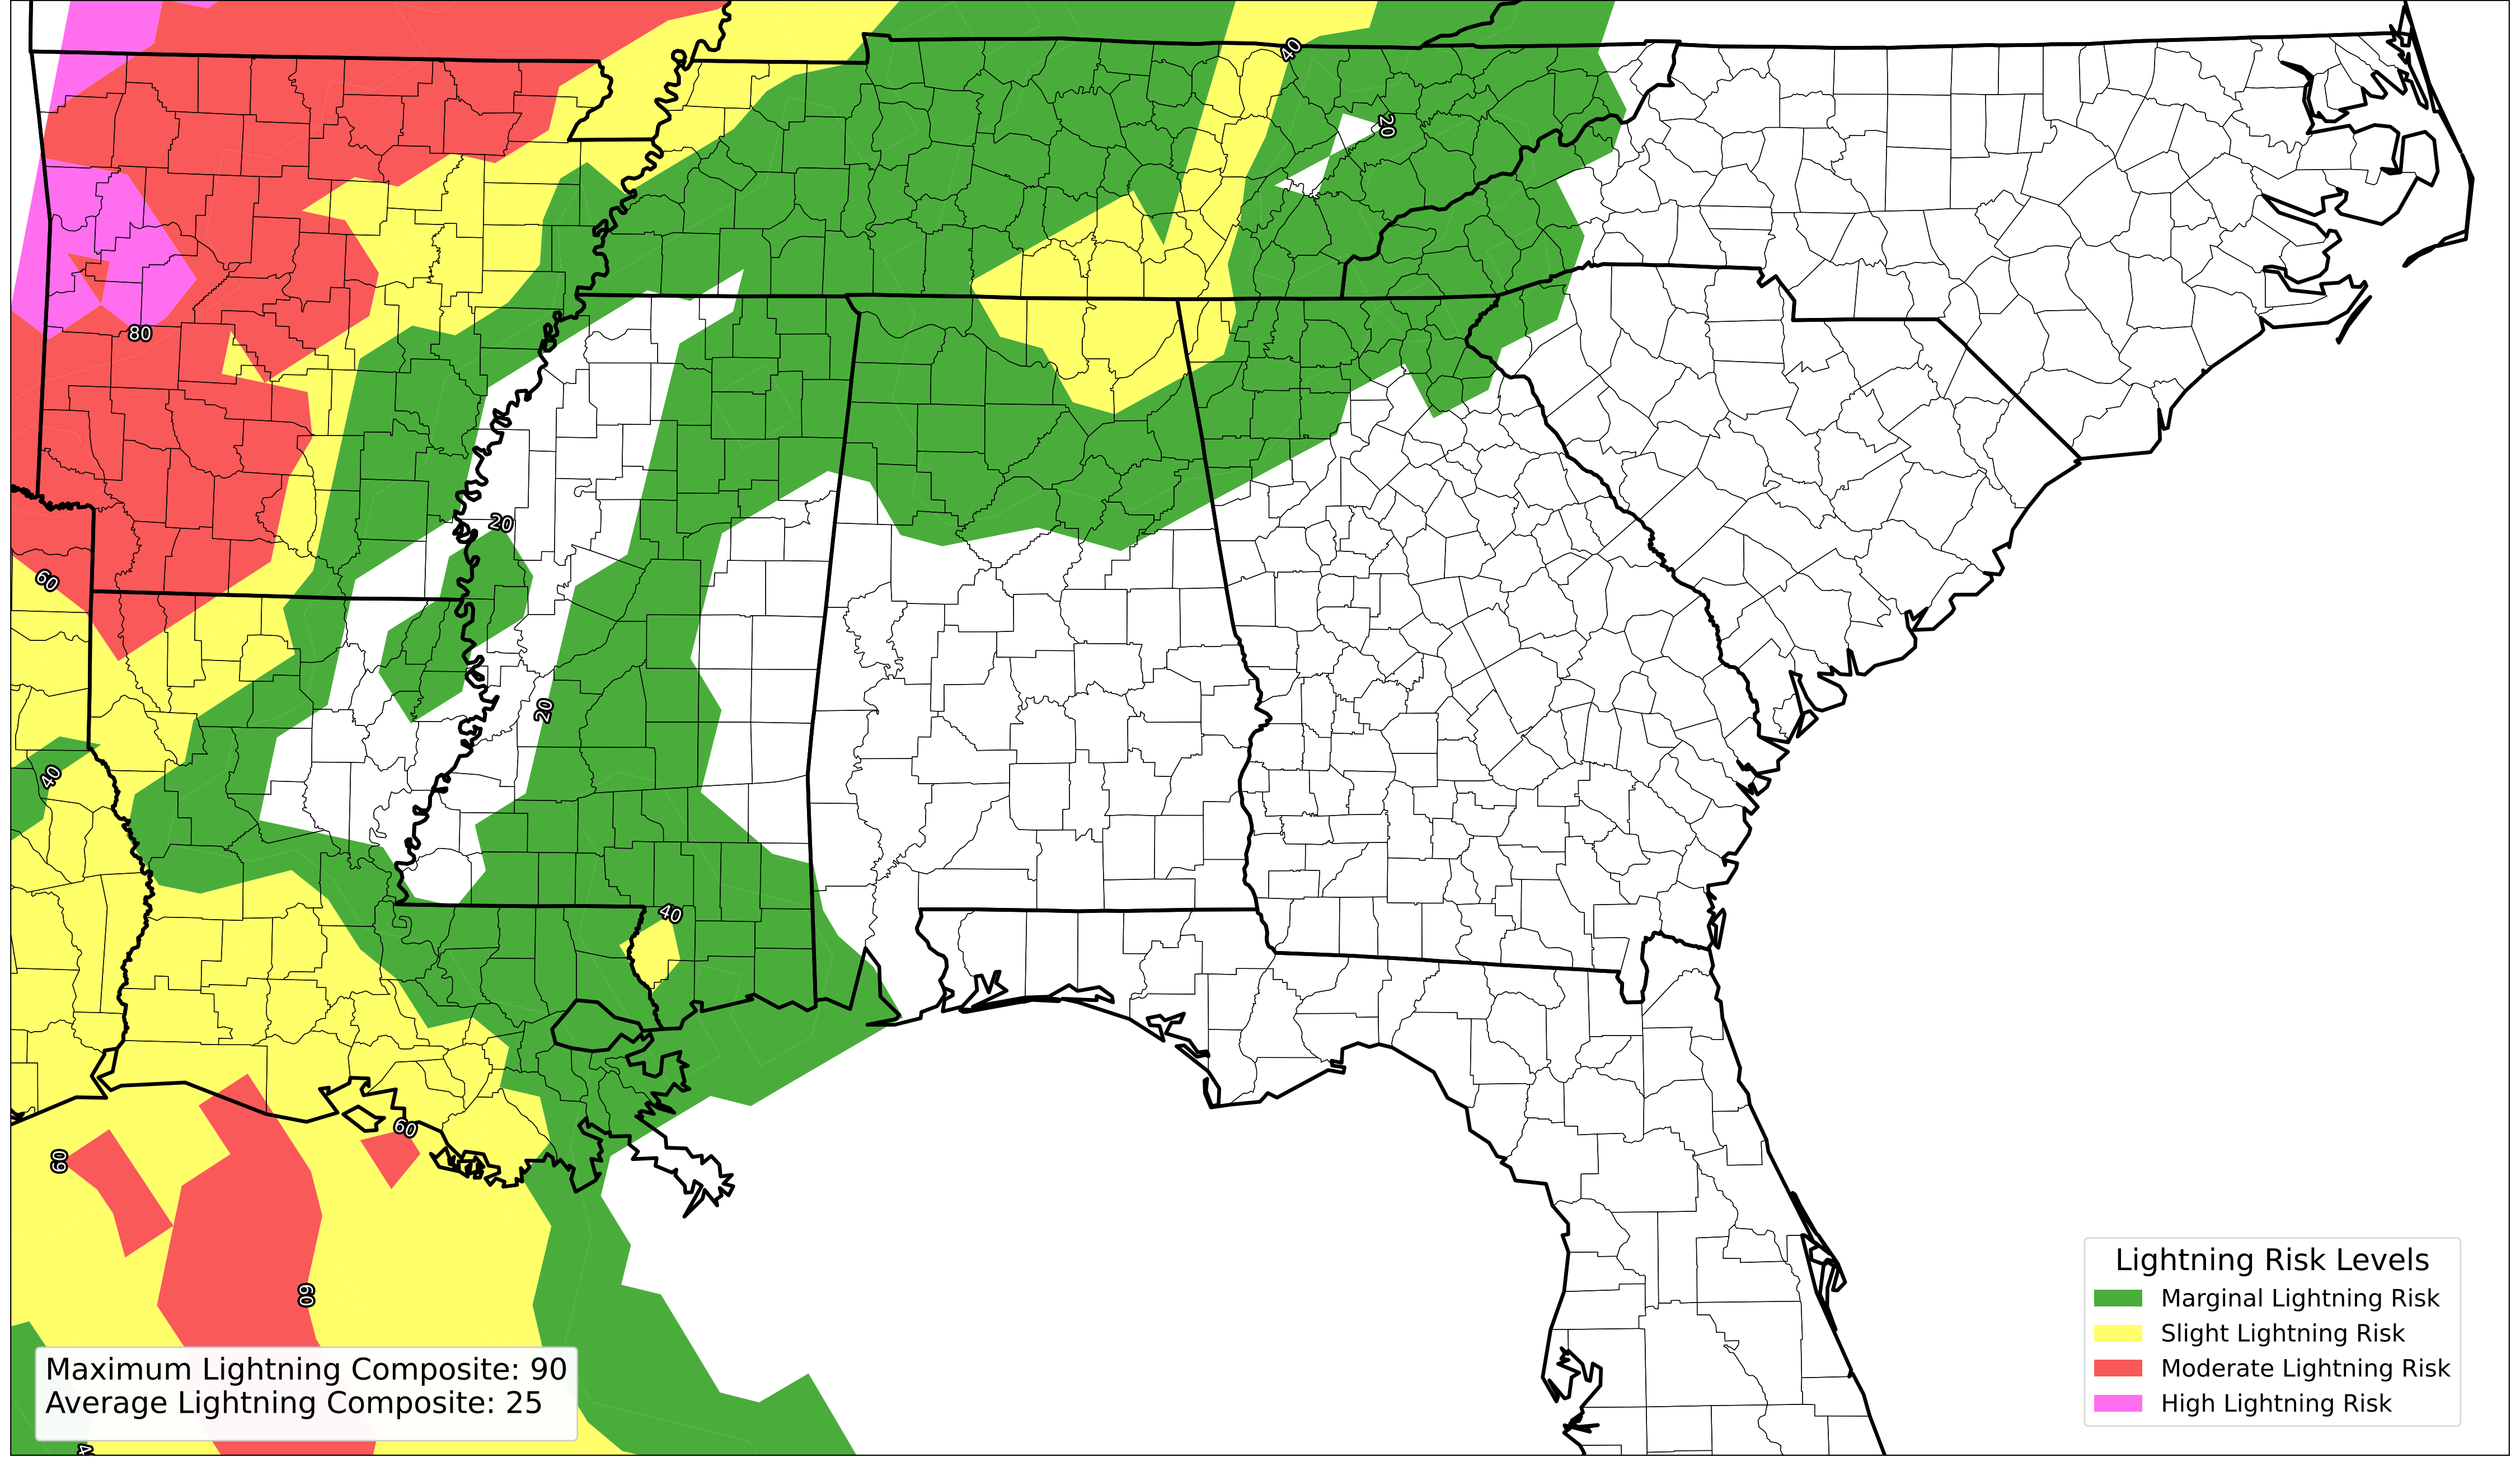 40
20
80
20
60
20
40
40
60
60
60
Lightning Risk Levels
Marginal Lightning Risk
Slight Lightning Risk
Moderate Lightning Risk
High Lightning Risk
Maximum Lightning Composite: 90
Average Lightning Composite: 25